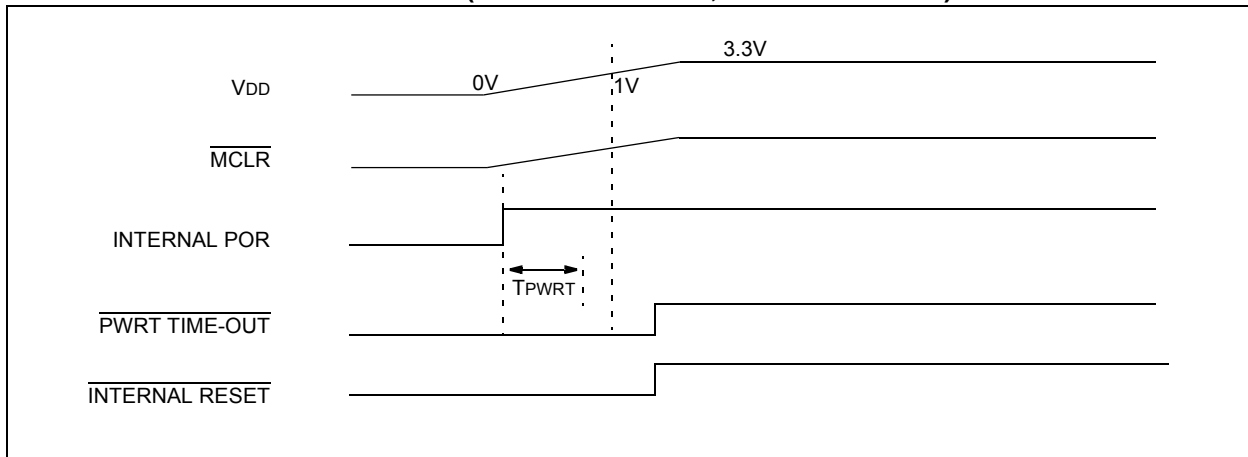 3.3V
VDD
0V
1V
MCLR
INTERNAL POR
TPWRT
PWRT TIME-OUT
INTERNAL RESET